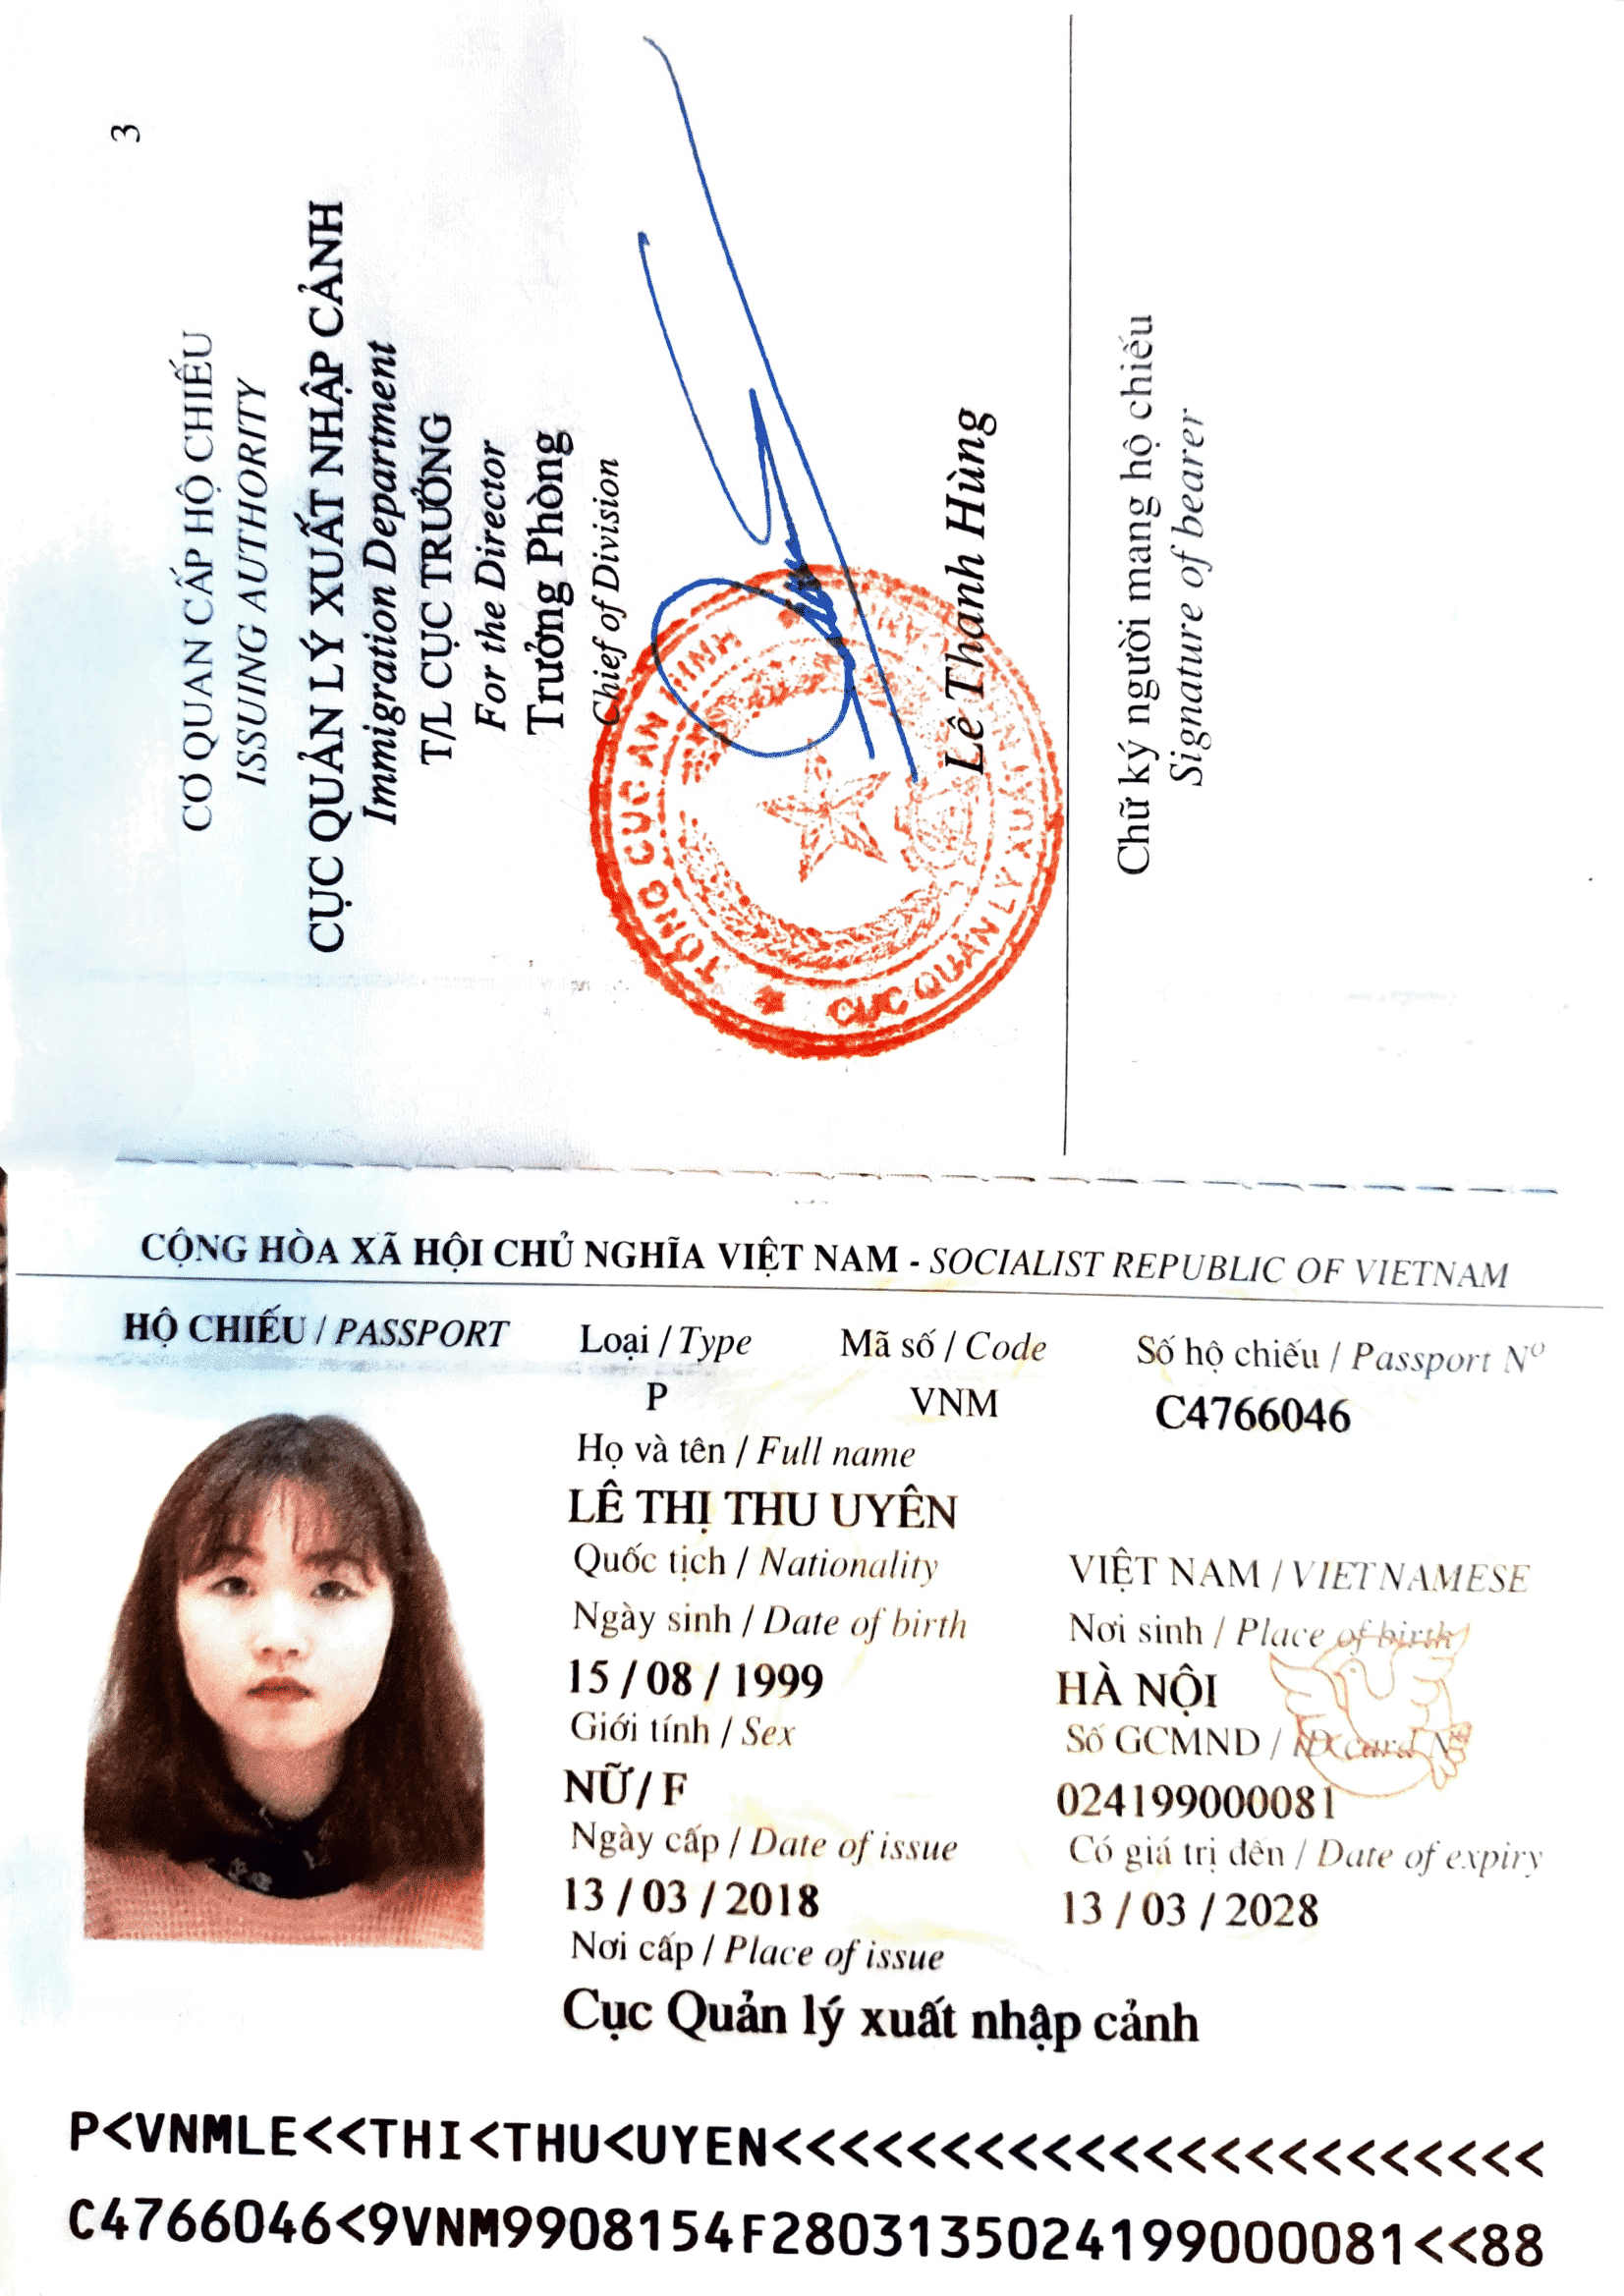 3
CƠ QUAN CẤP HỘ CHIẾU
ISSUING AUTHORITY
CỤC QUẢN LÝ XUẤT NHẬP CẢNH
Immigration Department
T/L CỤC TRƯỞNG
For the Director
Trưởng Phòng
Chief of Division
TỔNG CỤC AN NINH
CỤC QUẢN LÝ XUẤT
Lê Thanh Hùng
Chữ ký người mang hộ chiếu
Signature of bearer
CỘNG HÒA XÃ HỘI CHỦ NGHĨA VIỆT NAM - SOCIALIST REPUBLIC OF VIETNAM
HỘ CHIẾU / PASSPORT Loại / Type Mã số / Code Số hộ chiếu / Passport Nº
P VNM C4766046
Họ và tên / Full name
LÊ THỊ THU UYÊN
Quốc tịch / Nationality VIỆT NAM / VIETNAMESE
Ngày sinh / Date of birth Nơi sinh / Place of birth
15 / 08 / 1999 HÀ NỘI
Giới tính / Sex Số GCMND / ID card Nº
NỮ / F 024199000081
Ngày cấp / Date of issue Có giá trị đến / Date of expiry
13 / 03 / 2018 13 / 03 / 2028
Nơi cấp / Place of issue
Cục Quản lý xuất nhập cảnh
P<VNMLE<<THI<THU<UYEN<<<<<<<<<<<<<<<<<<<<<<<
C4766046<9VNM9908154F2803135024199000081<<88